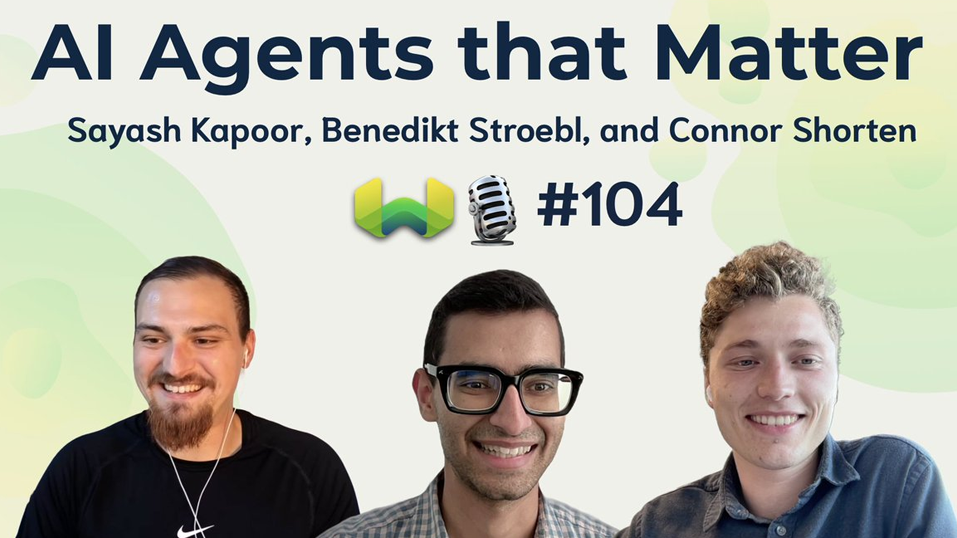 AI Agents that Matter
Sayash Kapoor, Benedikt Stroebl, and Connor Shorten
#104